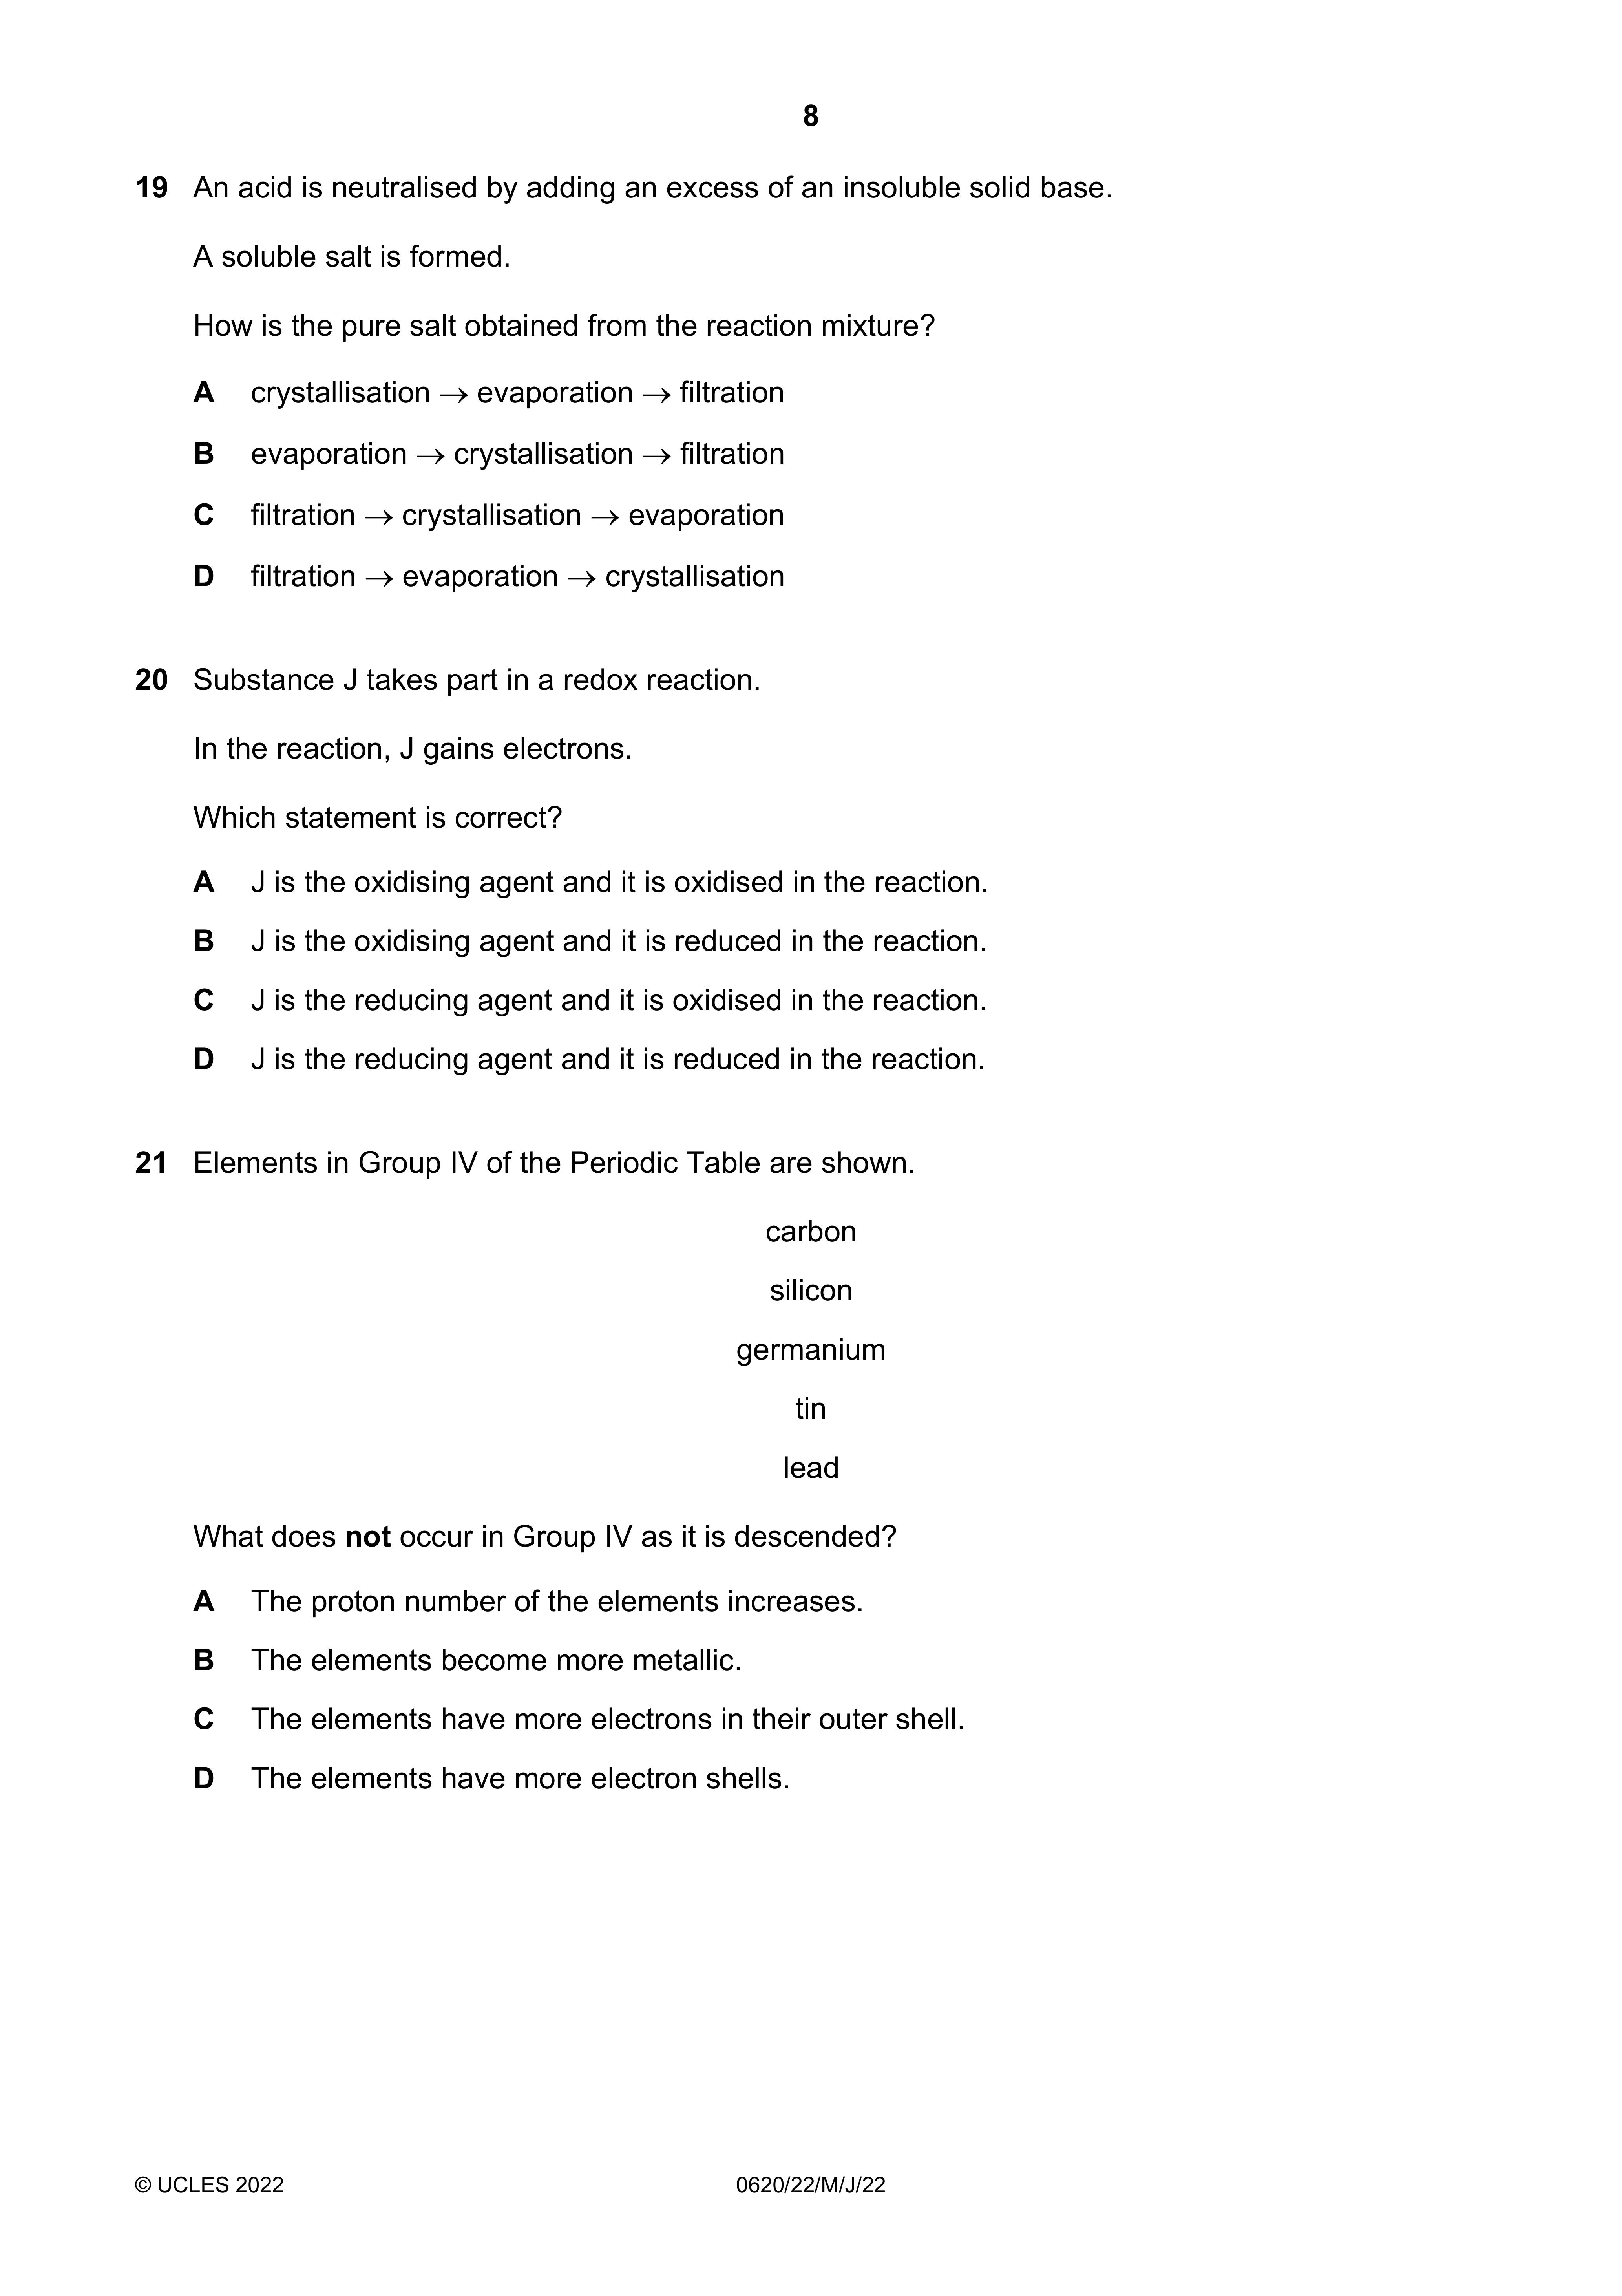 8
19 An acid is neutralised by adding an excess of an insoluble solid base.
A soluble salt is formed.
How is the pure salt obtained from the reaction mixture?
A crystallisation → evaporation → filtration
B evaporation → crystallisation → filtration
C filtration → crystallisation → evaporation
D filtration → evaporation → crystallisation
20 Substance J takes part in a redox reaction.
In the reaction, J gains electrons.
Which statement is correct?
A J is the oxidising agent and it is oxidised in the reaction.
B J is the oxidising agent and it is reduced in the reaction.
C J is the reducing agent and it is oxidised in the reaction.
D J is the reducing agent and it is reduced in the reaction.
21 Elements in Group IV of the Periodic Table are shown.
carbon
silicon
germanium
tin
lead
What does not occur in Group IV as it is descended?
A The proton number of the elements increases.
B The elements become more metallic.
C The elements have more electrons in their outer shell.
D The elements have more electron shells.
© UCLES 2022 0620/22/M/J/22